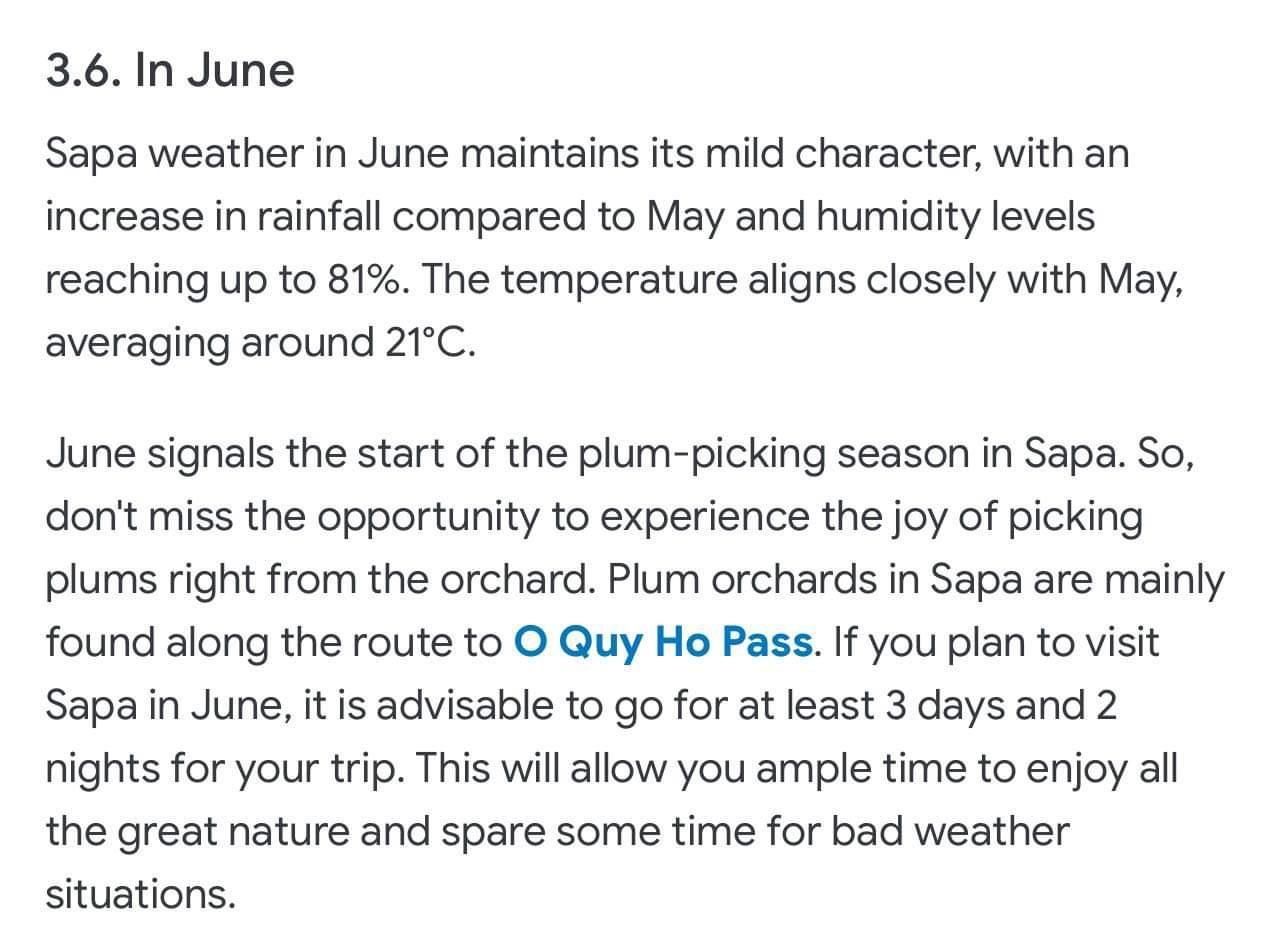 3.6. In June
Sapa weather in June maintains its mild character, with an
increase in rainfall compared to May and humidity levels
reaching up to 81%. The temperature aligns closely with May,
averaging around 21°C.
June signals the start of the plum-picking season in Sapa. So,
don't miss the opportunity to experience the joy of picking
plums right from the orchard. Plum orchards in Sapa are mainly
found along the route to O Quy Ho Pass. If you plan to visit
Sapa in June, it is advisable to go for at least 3 days and 2
nights for your trip. This will allow you ample time to enjoy all
the great nature and spare some time for bad weather
situations.